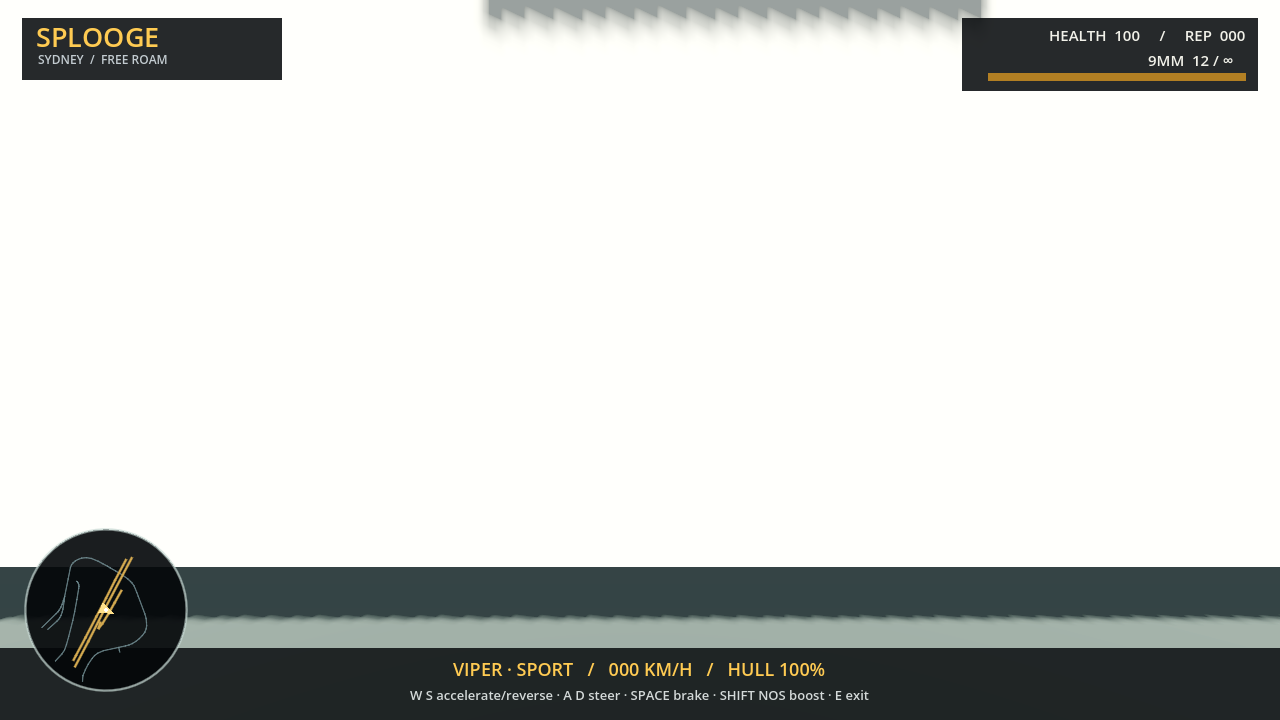 SPLOOGE
SYDNEY / FREE ROAM
HEALTH 100 / REP 000
9MM 12 / ∞
VIPER · SPORT / 000 KM/H / HULL 100%
W S accelerate/reverse · A D steer · SPACE brake · SHIFT NOS boost · E exit